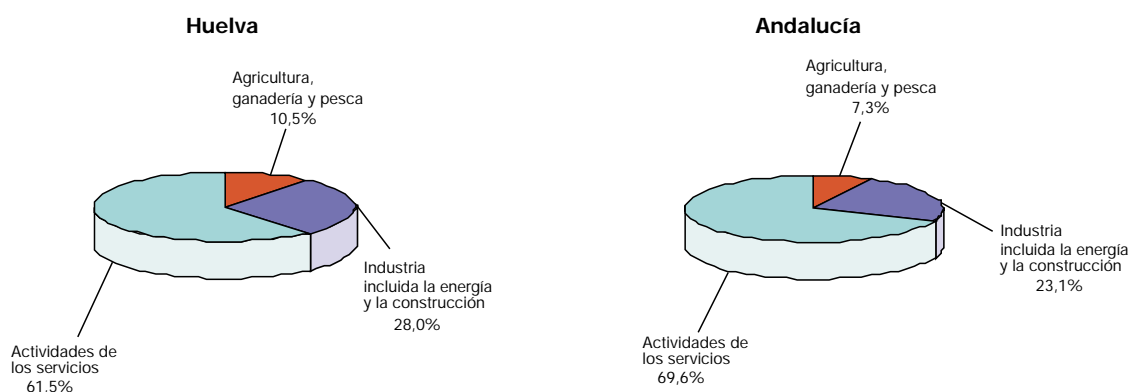 Huelva
Agricultura,
ganadería y pesca
10,5%
Industria
incluida la energía
y la construcción
28,0%
Actividades de
los servicios
61,5%
Andalucía
Agricultura,
ganadería y pesca
7,3%
Industria
incluida la energía
y la construcción
23,1%
Actividades de
los servicios
69,6%